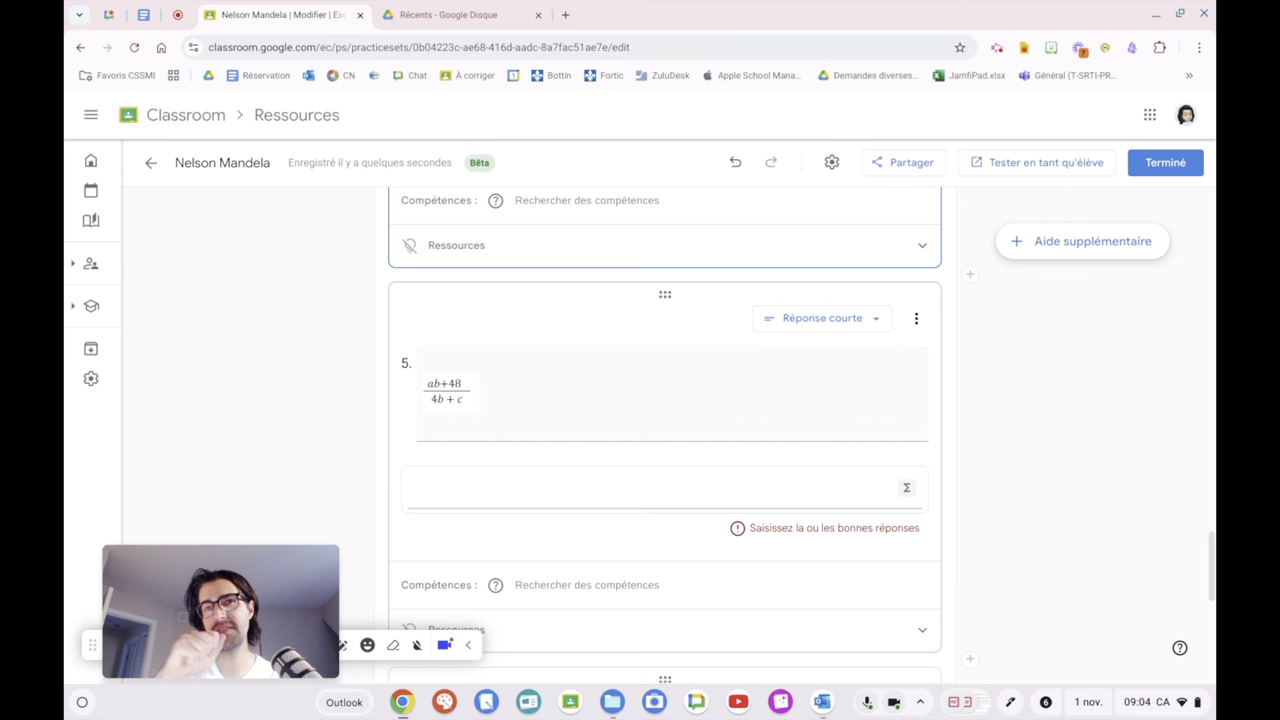 Nelson Mandela | Modifier | Exe
Récents - Google Disque
classroom.google.com/ec/ps/practicesets/0b04223c-ae68-416d-aadc-8a7fac51ae7e/edit
Favoris CSSMI
Réservation
CN
Chat
À corriger
Bottin
Fortic
ZuluDesk
Apple School Mana...
Demandes diverses...
JamfiPad.xlsx
Général (T-SRTI-PR...
Classroom > Ressources
Nelson Mandela
Enregistré il y a quelques secondes
Bêta
Partager
Tester en tant qu'élève
Terminé
Compétences :
Rechercher des compétences
Ressources
Aide supplémentaire
Réponse courte
5.
ab+48
4b + c
Σ
Saisissez la ou les bonnes réponses
Compétences :
Rechercher des compétences
Ressources
Outlook
6
1 nov.
09:04 CA